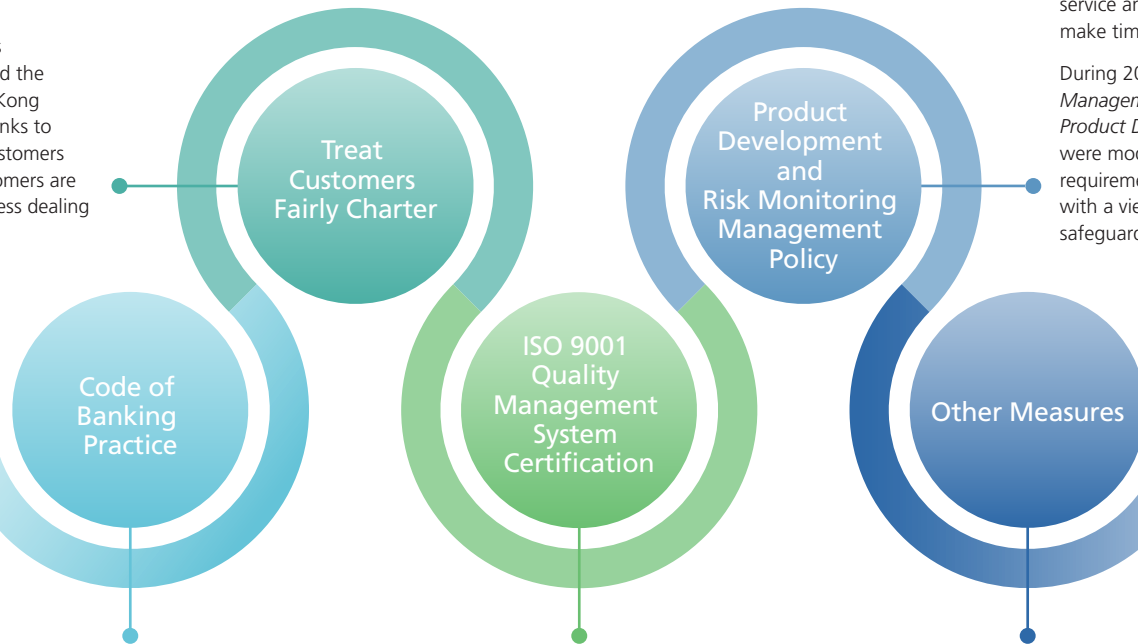 s
d the
Kong
nks to
stomers
omers are
ess dealing
Treat
Customers
Fairly Charter
Product
Development
and
Risk Monitoring
Management
Policy
service an
make tim
During 20
Managem
Product D
were mod
requireme
with a vie
safeguard
Code of
Banking
Practice
ISO 9001
Quality
Management
System
Certification
Other Measures